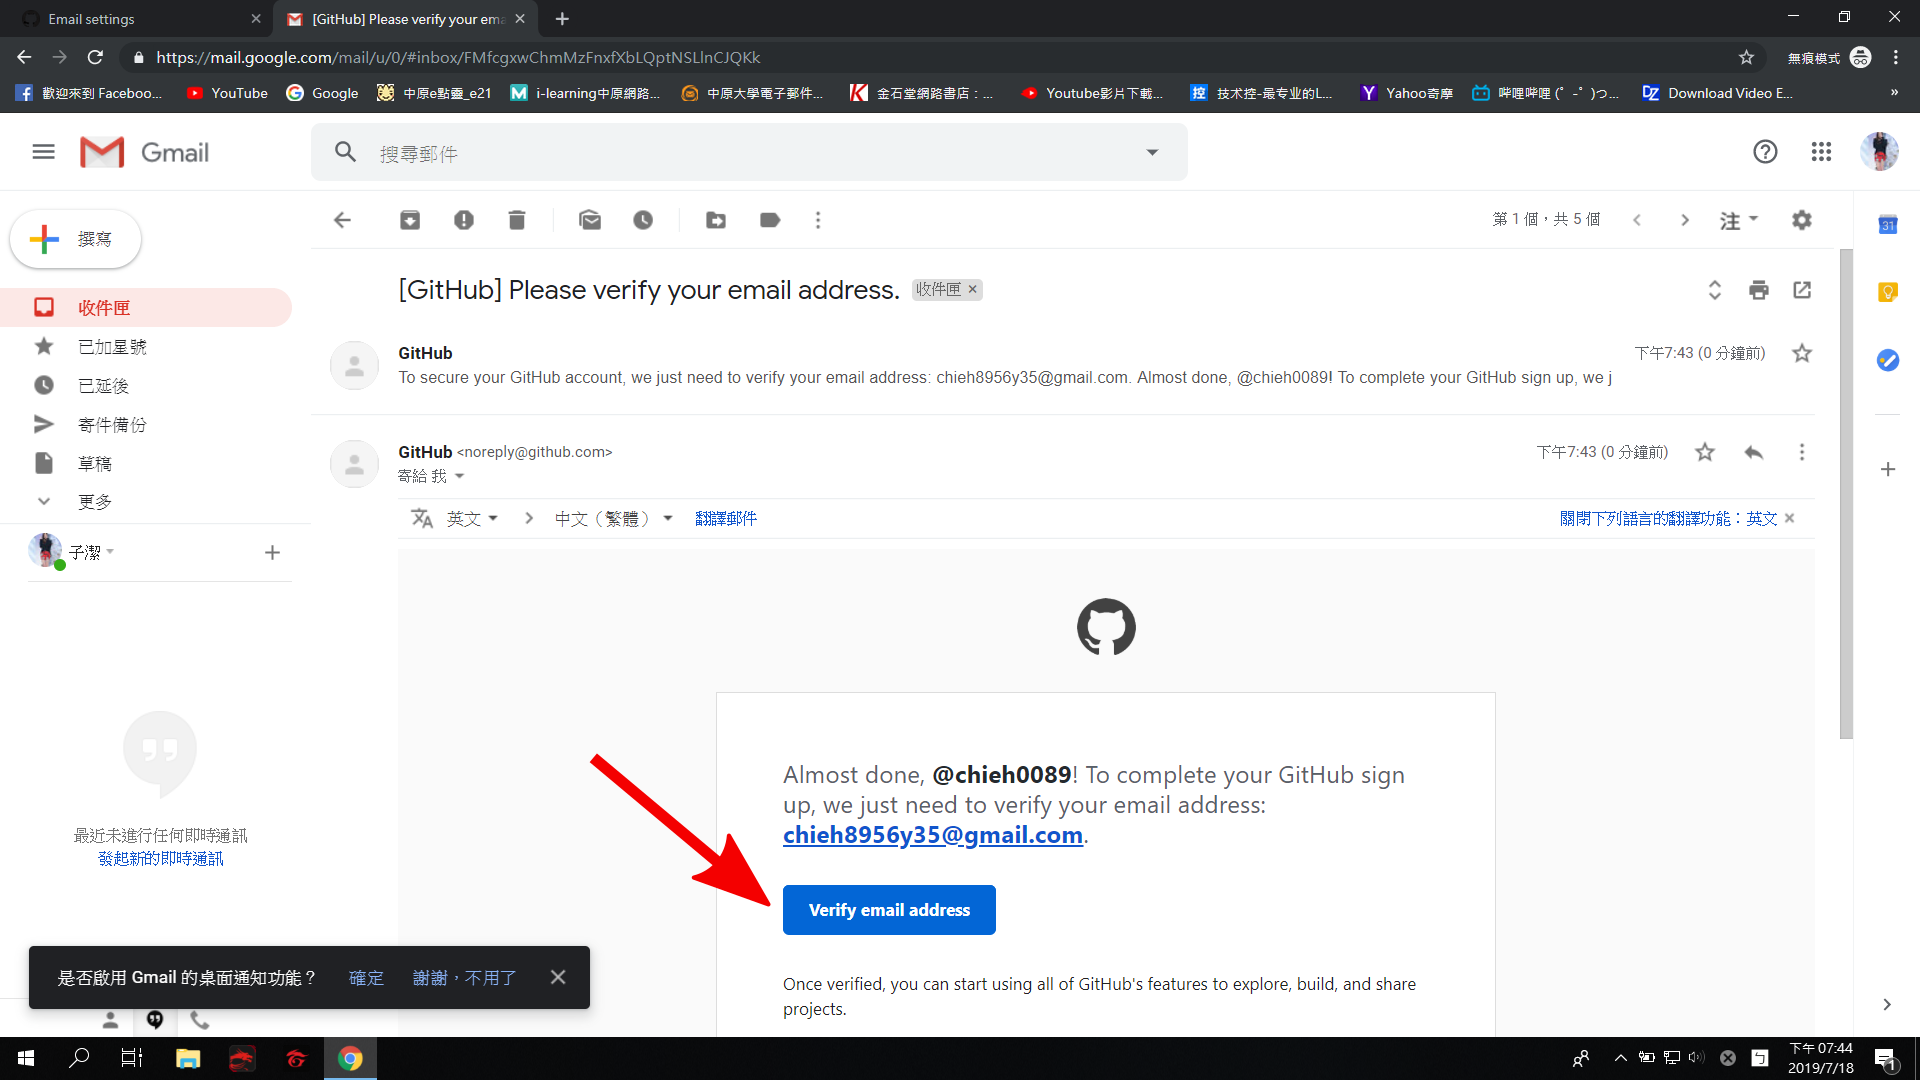 Email settings
[GitHub] Please verify your ema
https://mail.google.com/mail/u/0/#inbox/FMfcgxwChmMzFnxfXbLQptNSLlnCJQKk
無痕模式
歡迎來到 Faceboo...
YouTube
Google
中原e點靈_e21
i-learning中原網路...
中原大學電子郵件...
金石堂網路書店：...
Youtube影片下載...
技术控-最专业的L...
Yahoo奇摩
哔哩哔哩 (゜-゜)つ...
Download Video E...
»
Gmail
搜尋郵件
撰寫
第 1 個，共 5 個
注
31
收件匣
已加星號
已延後
寄件備份
草稿
更多
子潔
[GitHub] Please verify your email address.
收件匣 ×
GitHub
下午7:43 (0 分鐘前)
To secure your GitHub account, we just need to verify your email address: chieh8956y35@gmail.com. Almost done, @chieh0089! To complete your GitHub sign up, we j
GitHub <noreply@github.com>
下午7:43 (0 分鐘前)
寄給 我
英文
中文（繁體）
翻譯郵件
關閉下列語言的翻譯功能：英文
Almost done, @chieh0089! To complete your GitHub sign
up, we just need to verify your email address:
chieh8956y35@gmail.com.
Verify email address
Once verified, you can start using all of GitHub's features to explore, build, and share
projects.
最近未進行任何即時通訊
發起新的即時通訊
是否啟用 Gmail 的桌面通知功能？
確定
謝謝，不用了
下午 07:44
2019/7/18
1